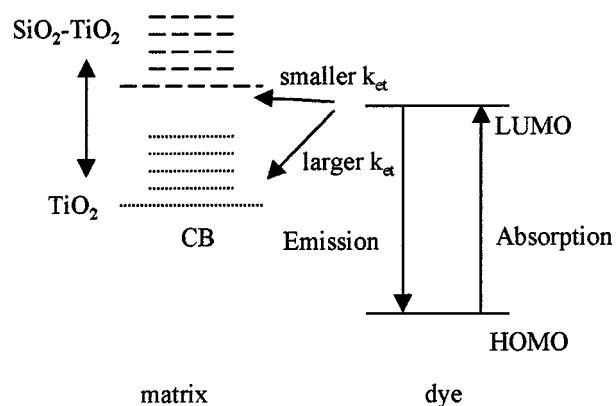 SiO₂-TiO₂
smaller kₑₜ
LUMO
larger kₑₜ
TiO₂
CB
Emission
Absorption
HOMO
matrix
dye